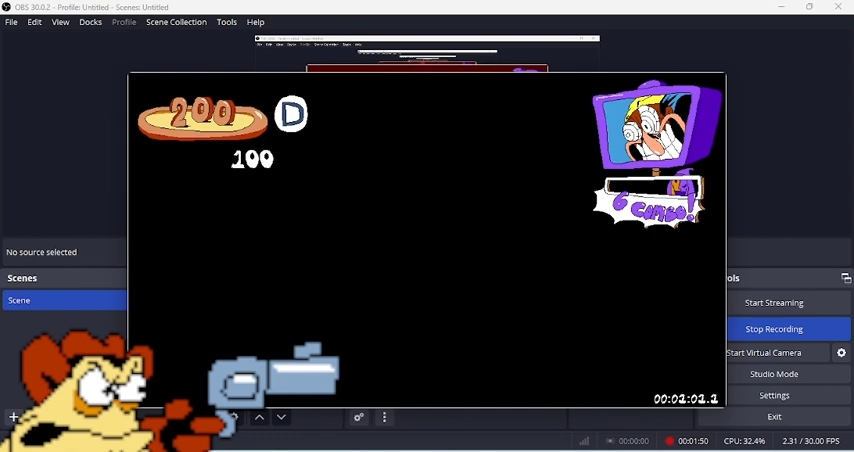 OBS 30.0.2 - Profile: Untitled - Scenes: Untitled
File Edit View Docks Profile Scene Collection Tools Help
200 D
100
6 COMBO!
No source selected
Scenes
Scene
ols
Start Streaming
Stop Recording
Start Virtual Camera
Studio Mode
Settings
Exit
00:01:01.1
00:00:00 00:01:50 CPU: 32.4% 2.31 / 30.00 FPS